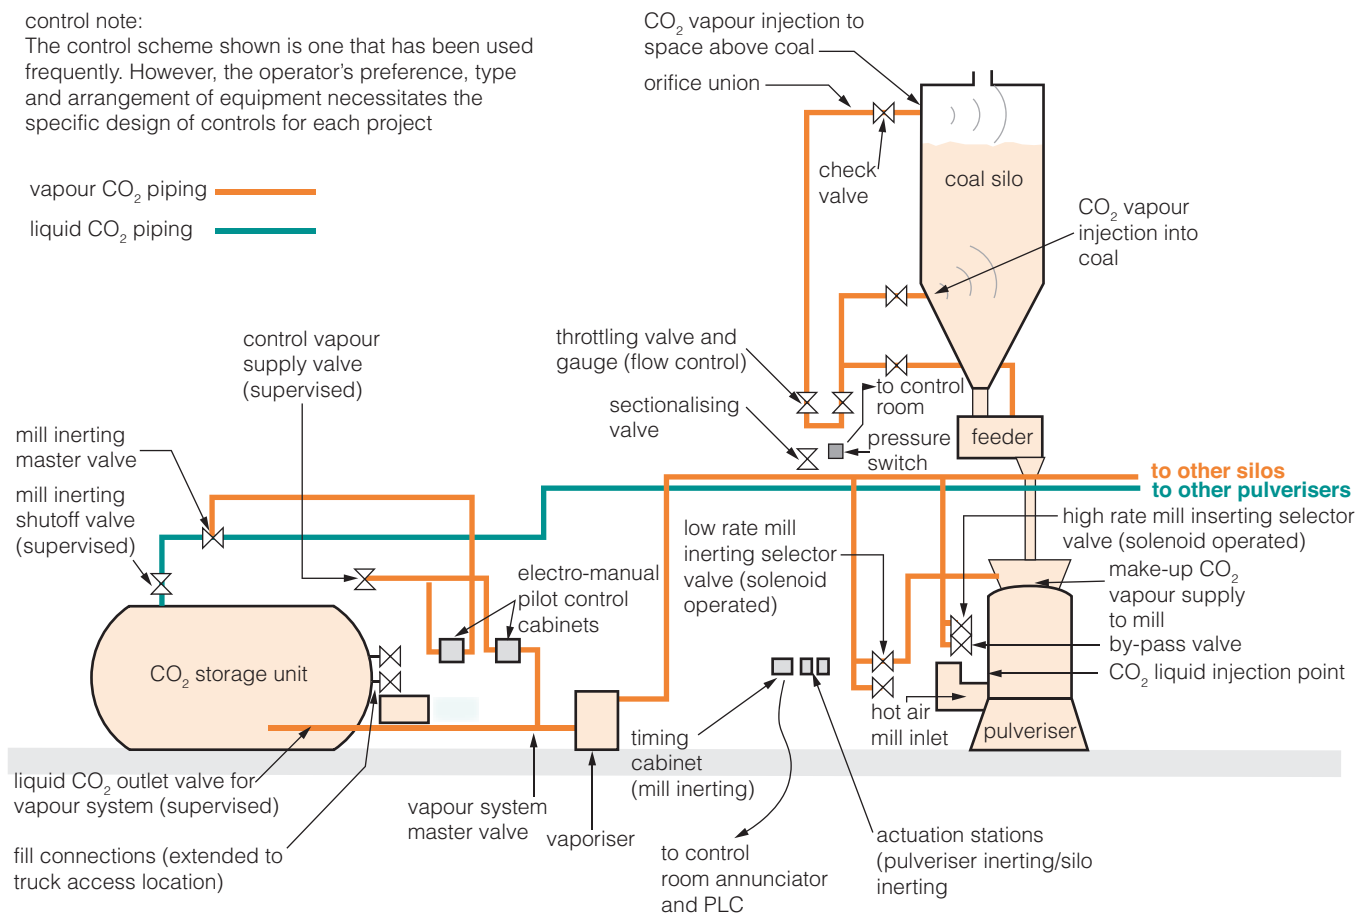 control note:
The control scheme shown is one that has been used
frequently. However, the operator’s preference, type
and arrangement of equipment necessitates the
specific design of controls for each project
vapour CO₂ piping
liquid CO₂ piping
CO₂ vapour injection to
space above coal
orifice union
check
valve
coal silo
CO₂ vapour
injection into
coal
control vapour
supply valve
(supervised)
throttling valve and
gauge (flow control)
sectionalising
valve
to control
room
pressure
switch
feeder
mill inerting
master valve
mill inerting
shutoff valve
(supervised)
to other silos
to other pulverisers
low rate mill
inerting selector
valve (solenoid
operated)
high rate mill inserting selector
valve (solenoid operated)
make-up CO₂
vapour supply
to mill
by-pass valve
CO₂ liquid injection point
electro-manual
pilot control
cabinets
CO₂ storage unit
hot air
mill inlet
pulveriser
timing
cabinet
(mill inerting)
liquid CO₂ outlet valve for
vapour system (supervised)
vapour system
master valve
vaporiser
fill connections (extended to
truck access location)
to control
room annunciator
and PLC
actuation stations
(pulveriser inerting/silo
inerting